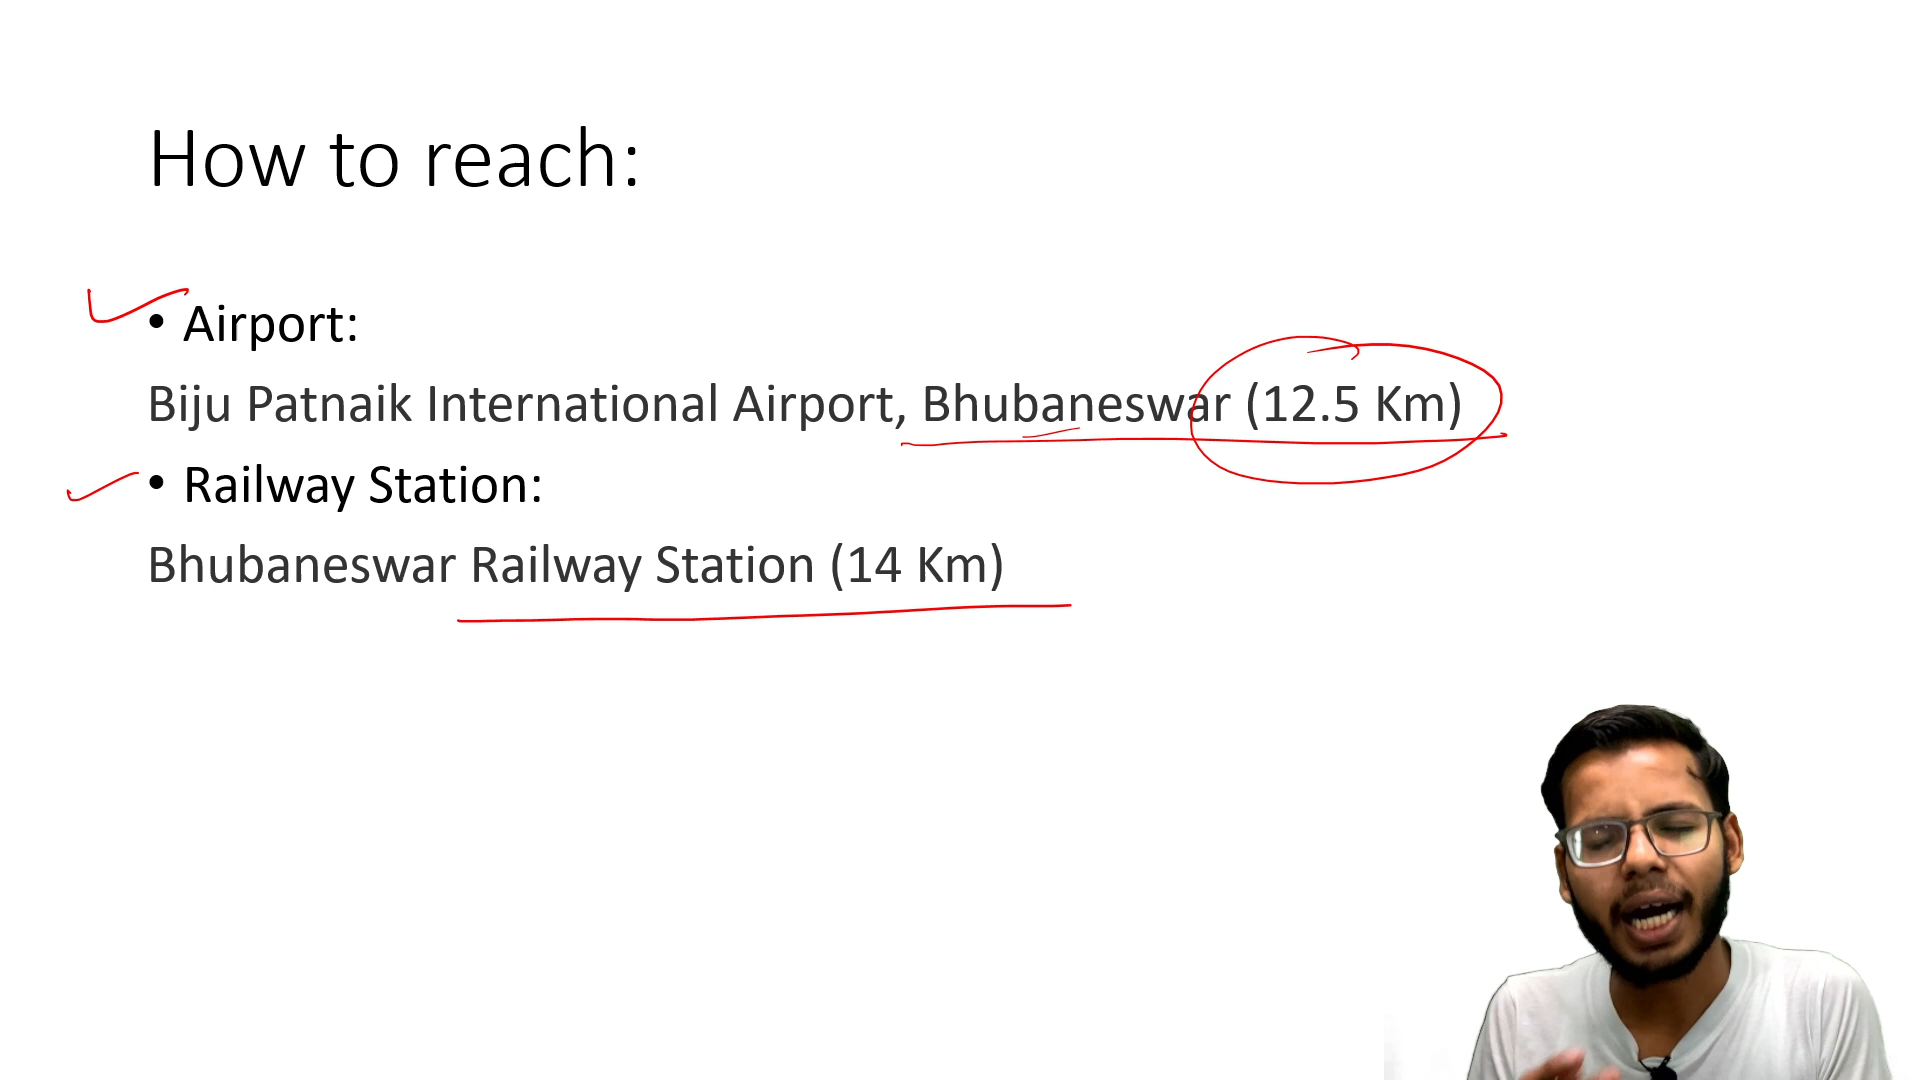 How to reach:
• Airport:
Biju Patnaik International Airport, Bhubaneswar (12.5 Km)
• Railway Station:
Bhubaneswar Railway Station (14 Km)